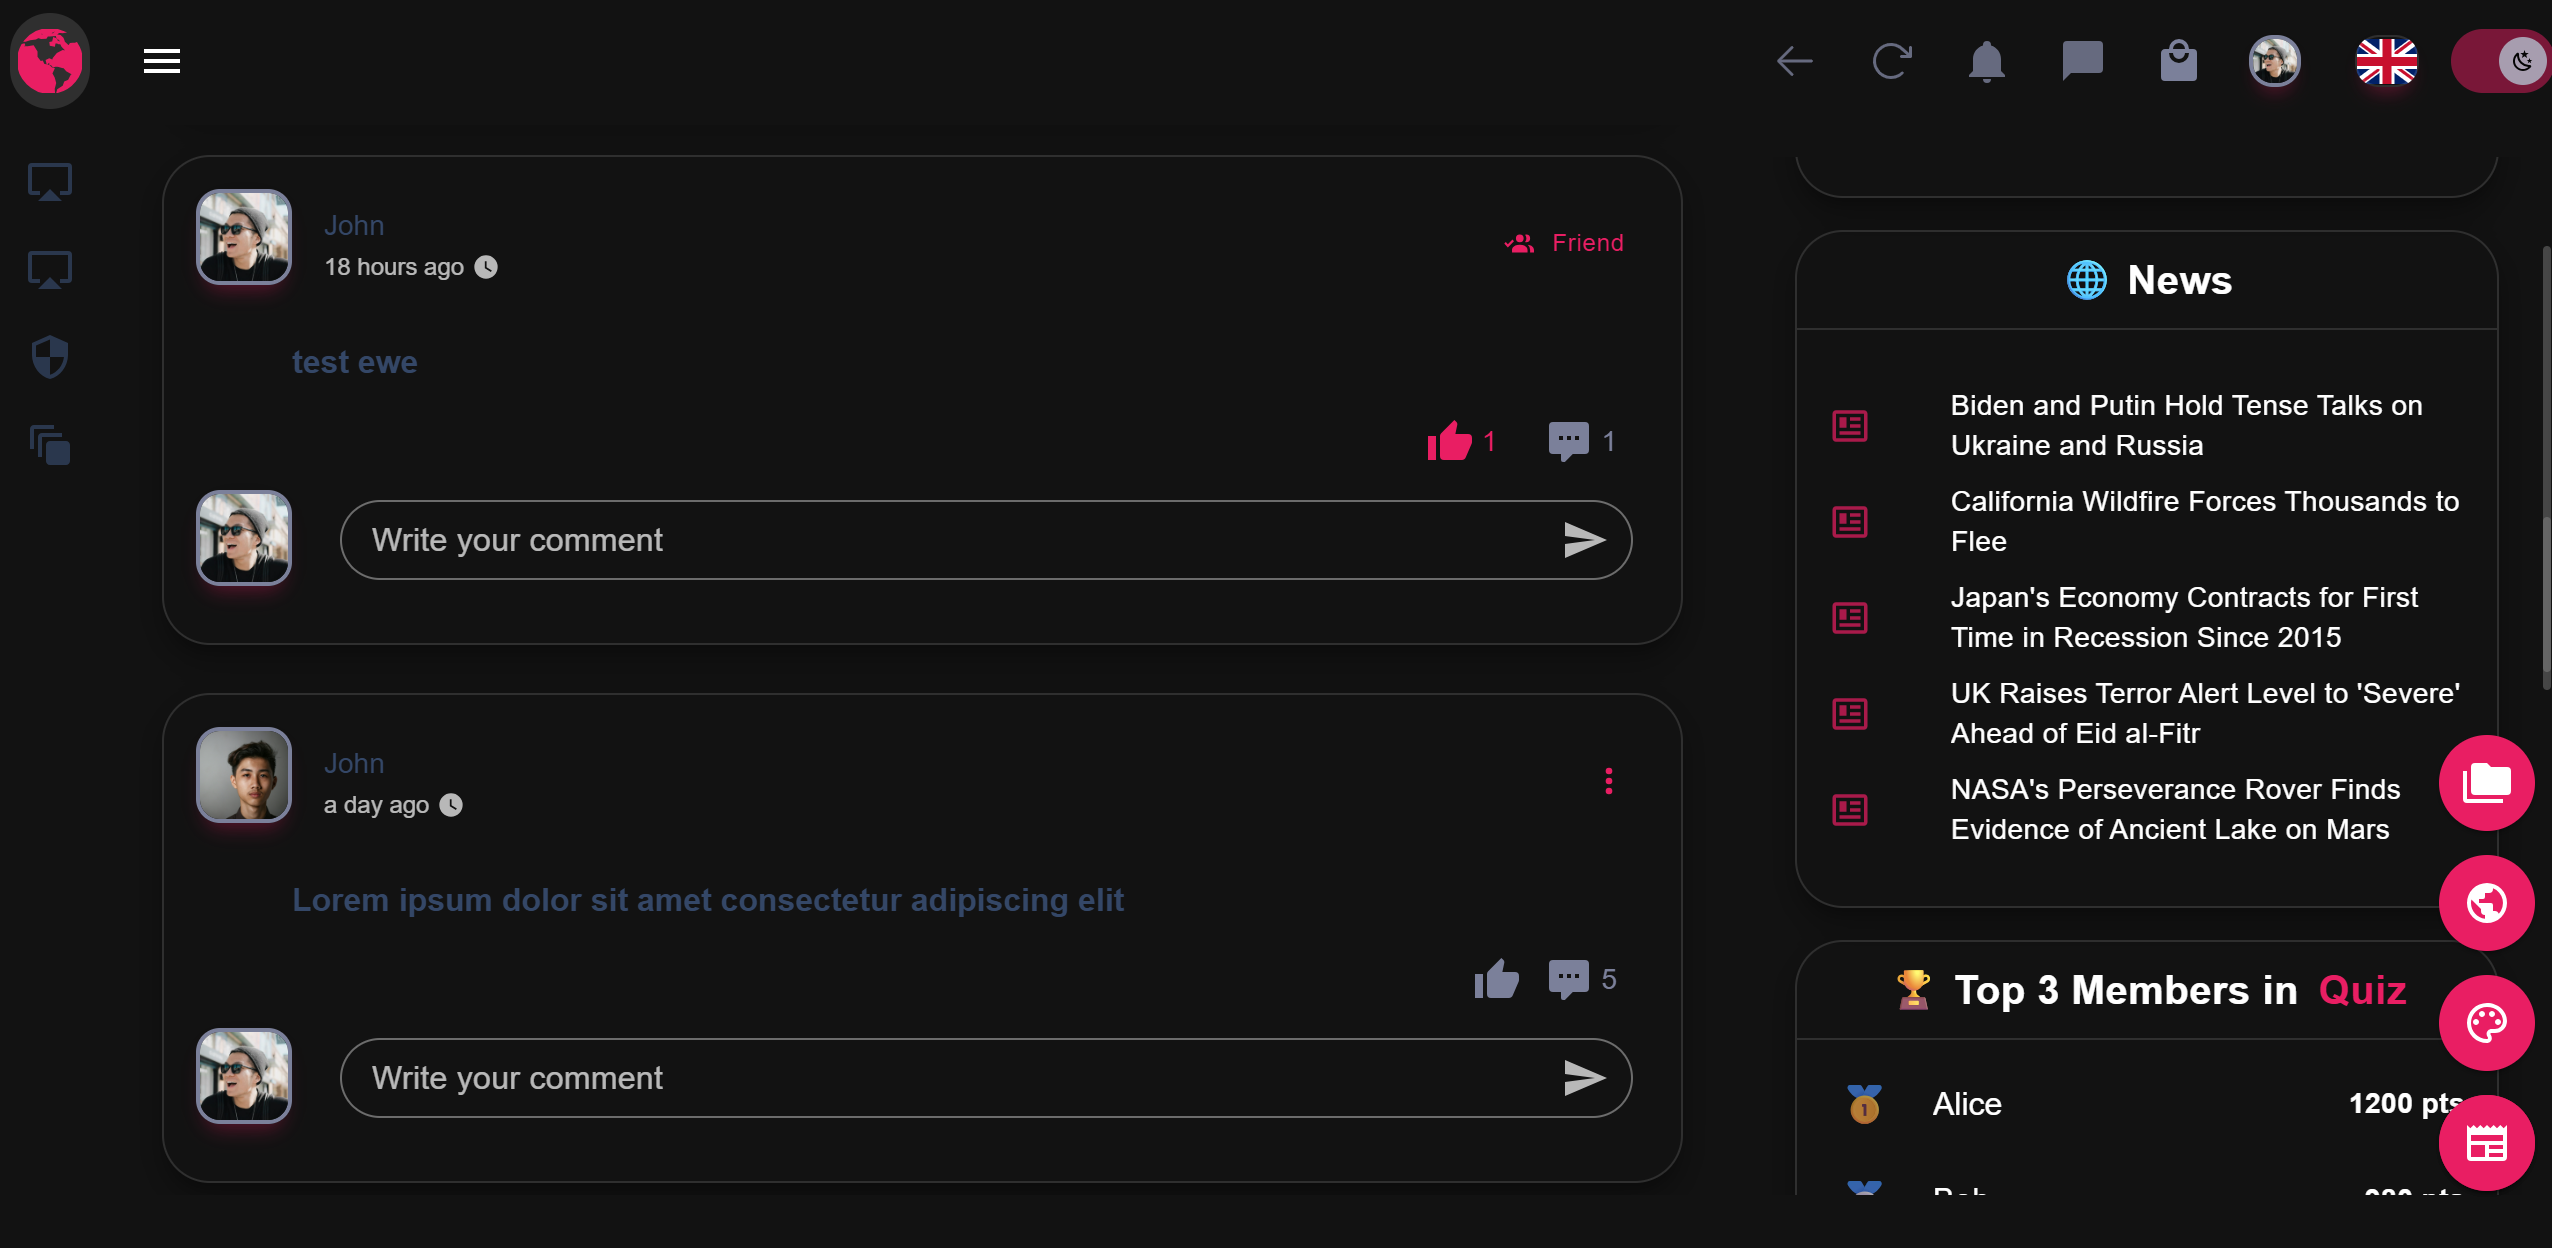 John
18 hours ago
Friend
test ewe
1
1
Write your comment
John
a day ago
Lorem ipsum dolor sit amet consectetur adipiscing elit
5
Write your comment
News
Biden and Putin Hold Tense Talks on
Ukraine and Russia
California Wildfire Forces Thousands to
Flee
Japan's Economy Contracts for First
Time in Recession Since 2015
UK Raises Terror Alert Level to 'Severe'
Ahead of Eid al-Fitr
NASA's Perseverance Rover Finds
Evidence of Ancient Lake on Mars
Top 3 Members in Quiz
1
Alice
1200 pts